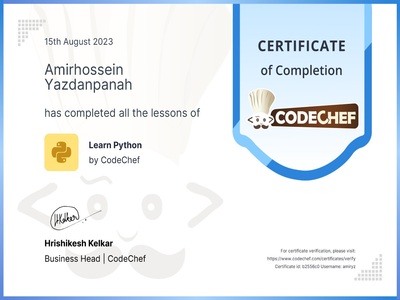 15th August 2023
CERTIFICATE
of Completion
Amirhossein
Yazdanpanah
has completed all the lessons of
CODECHEF
Learn Python
by CodeChef
Hrishikesh Kelkar
Business Head | CodeChef
For certificate verification, please visit:
https://www.codechef.com/certificates/verify
Certificate id: b2556c0 Username: amiryz